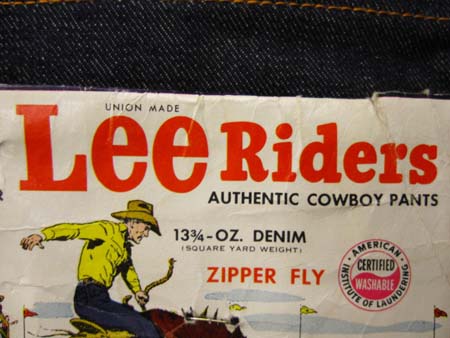 UNION MADE
Lee Riders
AUTHENTIC COWBOY PANTS
13¾-OZ. DENIM
(SQUARE YARD WEIGHT)
ZIPPER FLY
AMERICAN
CERTIFIED
WASHABLE
INSTITUTE OF LAUNDERING